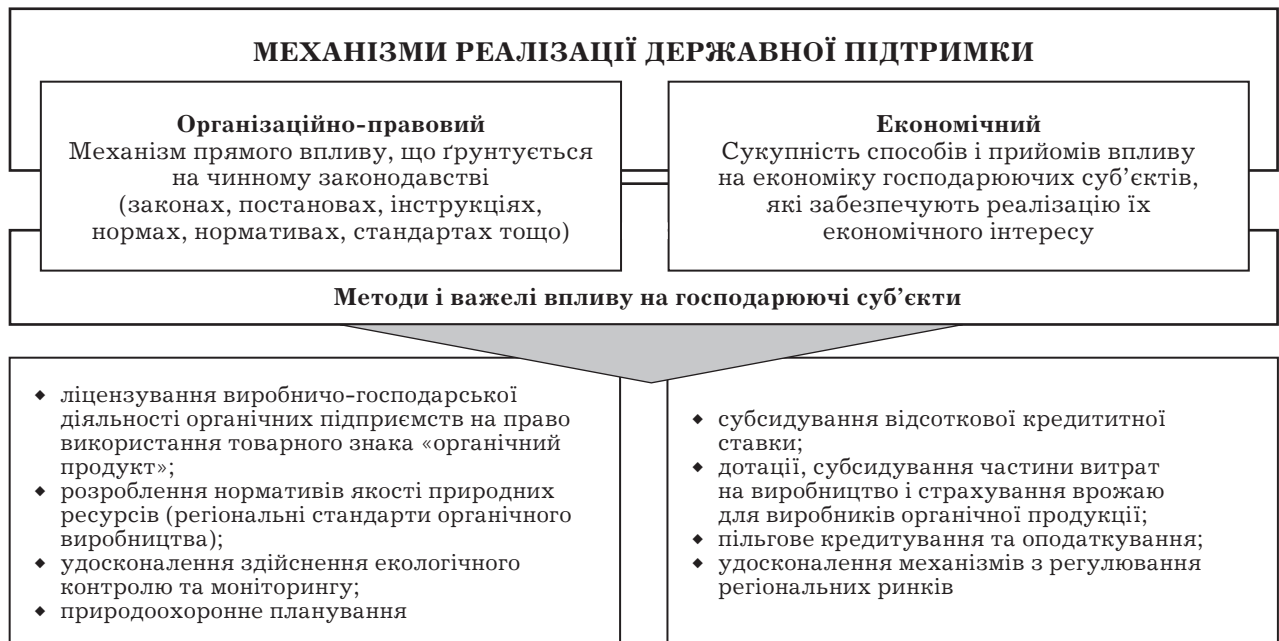 МЕХАНІЗМИ РЕАЛІЗАЦІЇ ДЕРЖАВНОЇ ПІДТРИМКИ
Організаційно-правовий
Механізм прямого впливу, що ґрунтується
на чинному законодавстві
(законах, постановах, інструкціях,
нормах, нормативах, стандартах тощо)
Економічний
Сукупність способів і прийомів впливу
на економіку господарюючих суб’єктів,
які забезпечують реалізацію їх
економічного інтересу
Методи і важелі впливу на господарюючі суб’єкти
◆ ліцензування виробничо-господарської
діяльності органічних підприємств на право
використання товарного знака «органічний
продукт»;
◆ розроблення нормативів якості природних
ресурсів (регіональні стандарти органічного
виробництва);
◆ удосконалення здійснення екологічного
контролю та моніторингу;
◆ природоохоронне планування
◆ субсидування відсоткової кредититної
ставки;
◆ дотації, субсидування частини витрат
на виробництво і страхування врожаю
для виробників органічної продукції;
◆ пільгове кредитування та оподаткування;
◆ удосконалення механізмів з регулювання
регіональних ринків